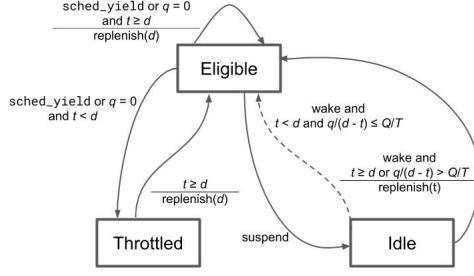 sched_yield or q = 0
and t ≥ d
replenish(d)
Eligible
sched_yield or q = 0
and t < d
wake and
t < d and q/(d - t) ≤ Q/T
wake and
t ≥ d or q/(d - t) > Q/T
replenish(t)
t ≥ d
replenish(d)
suspend
Throttled
Idle